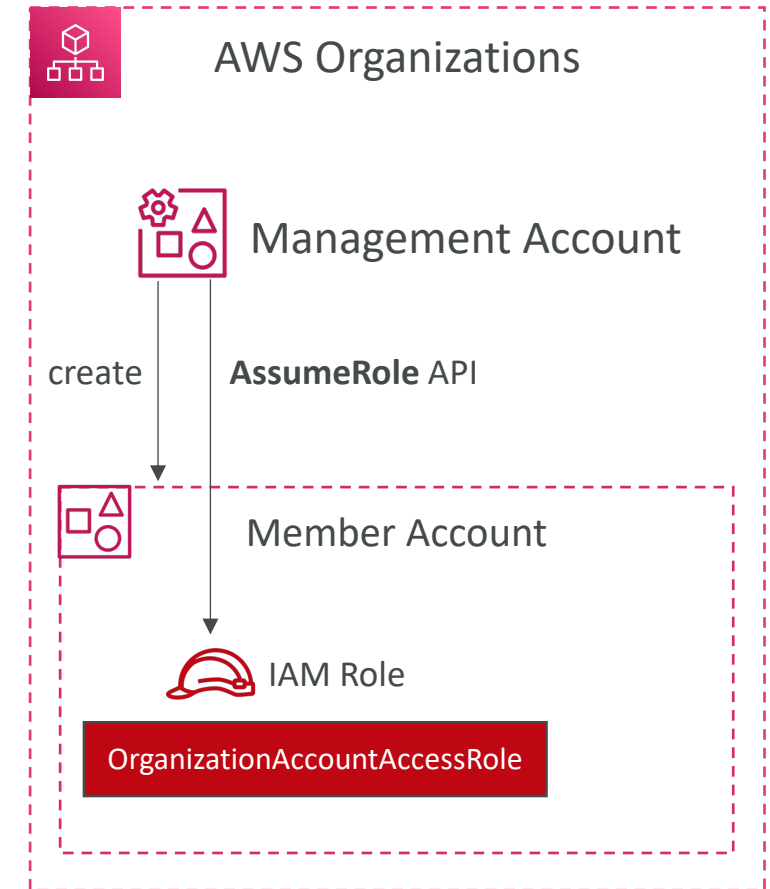 AWS Organizations
Management Account
create
AssumeRole API
Member Account
IAM Role
OrganizationAccountAccessRole